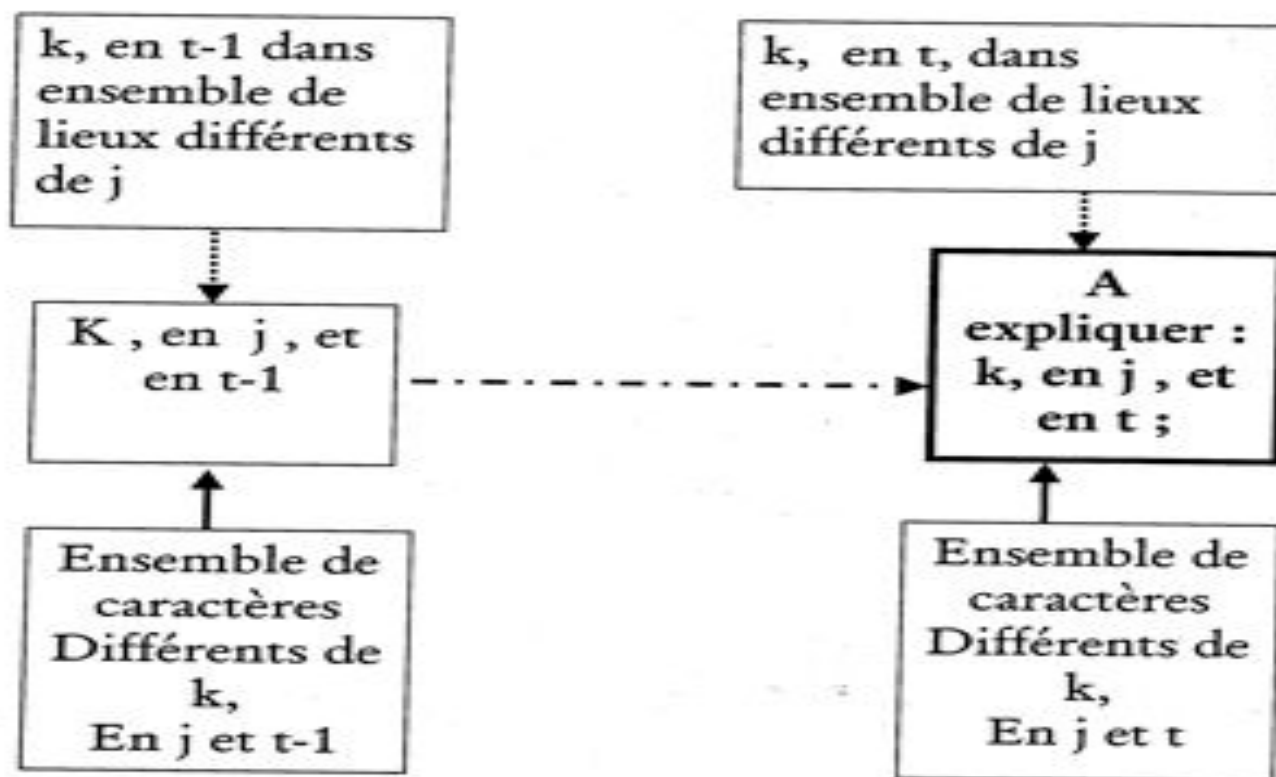 k, en t-1 dans
ensemble de
lieux différents
de j
k, en t, dans
ensemble de lieux
différents de j
K , en j , et
en t-1
A
expliquer :
k, en j , et
en t ;
Ensemble de
caractères
Différents de
k,
En j et t-1
Ensemble de
caractères
Différents de
k,
En j et t